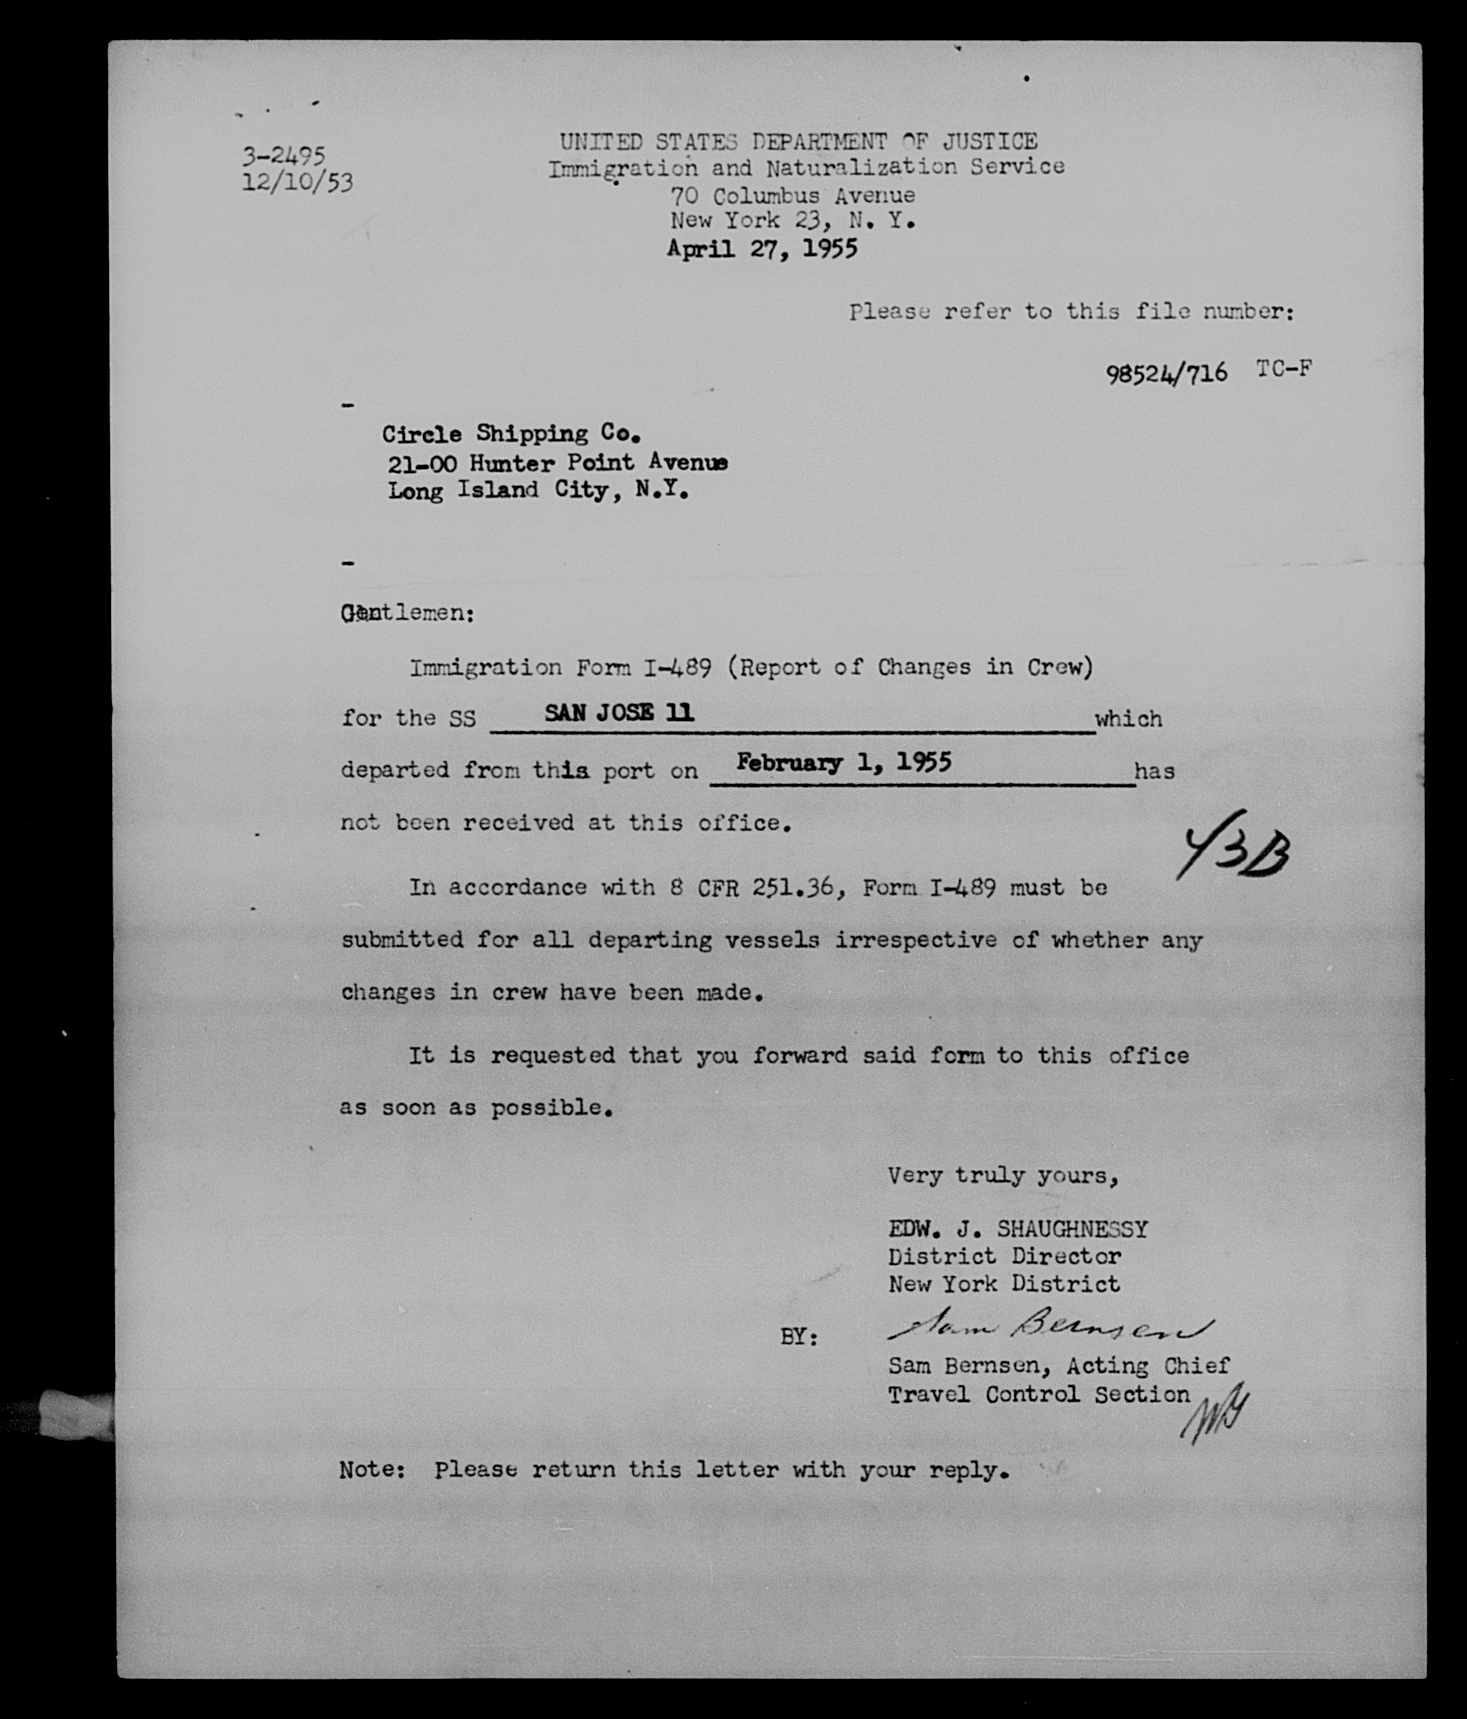 3-2495
12/10/53
UNITED STATES DEPARTMENT OF JUSTICE
Immigration and Naturalization Service
70 Columbus Avenue
New York 23, N. Y.
April 27, 1955
Please refer to this file number:
98524/716 TC-F
-
Circle Shipping Co.
21-00 Hunter Point Avenue
Long Island City, N.Y.
-
Gentlemen:
Immigration Form I-489 (Report of Changes in Crew)
for the SS SAN JOSE 11 which
departed from this port on February 1, 1955 has
not been received at this office.
43B
In accordance with 8 CFR 251.36, Form I-489 must be
submitted for all departing vessels irrespective of whether any
changes in crew have been made.
It is requested that you forward said form to this office
as soon as possible.
Very truly yours,
EDW. J. SHAUGHNESSY
District Director
New York District
BY: Sam Bernsen
Sam Bernsen, Acting Chief
Travel Control Section
Note: Please return this letter with your reply.